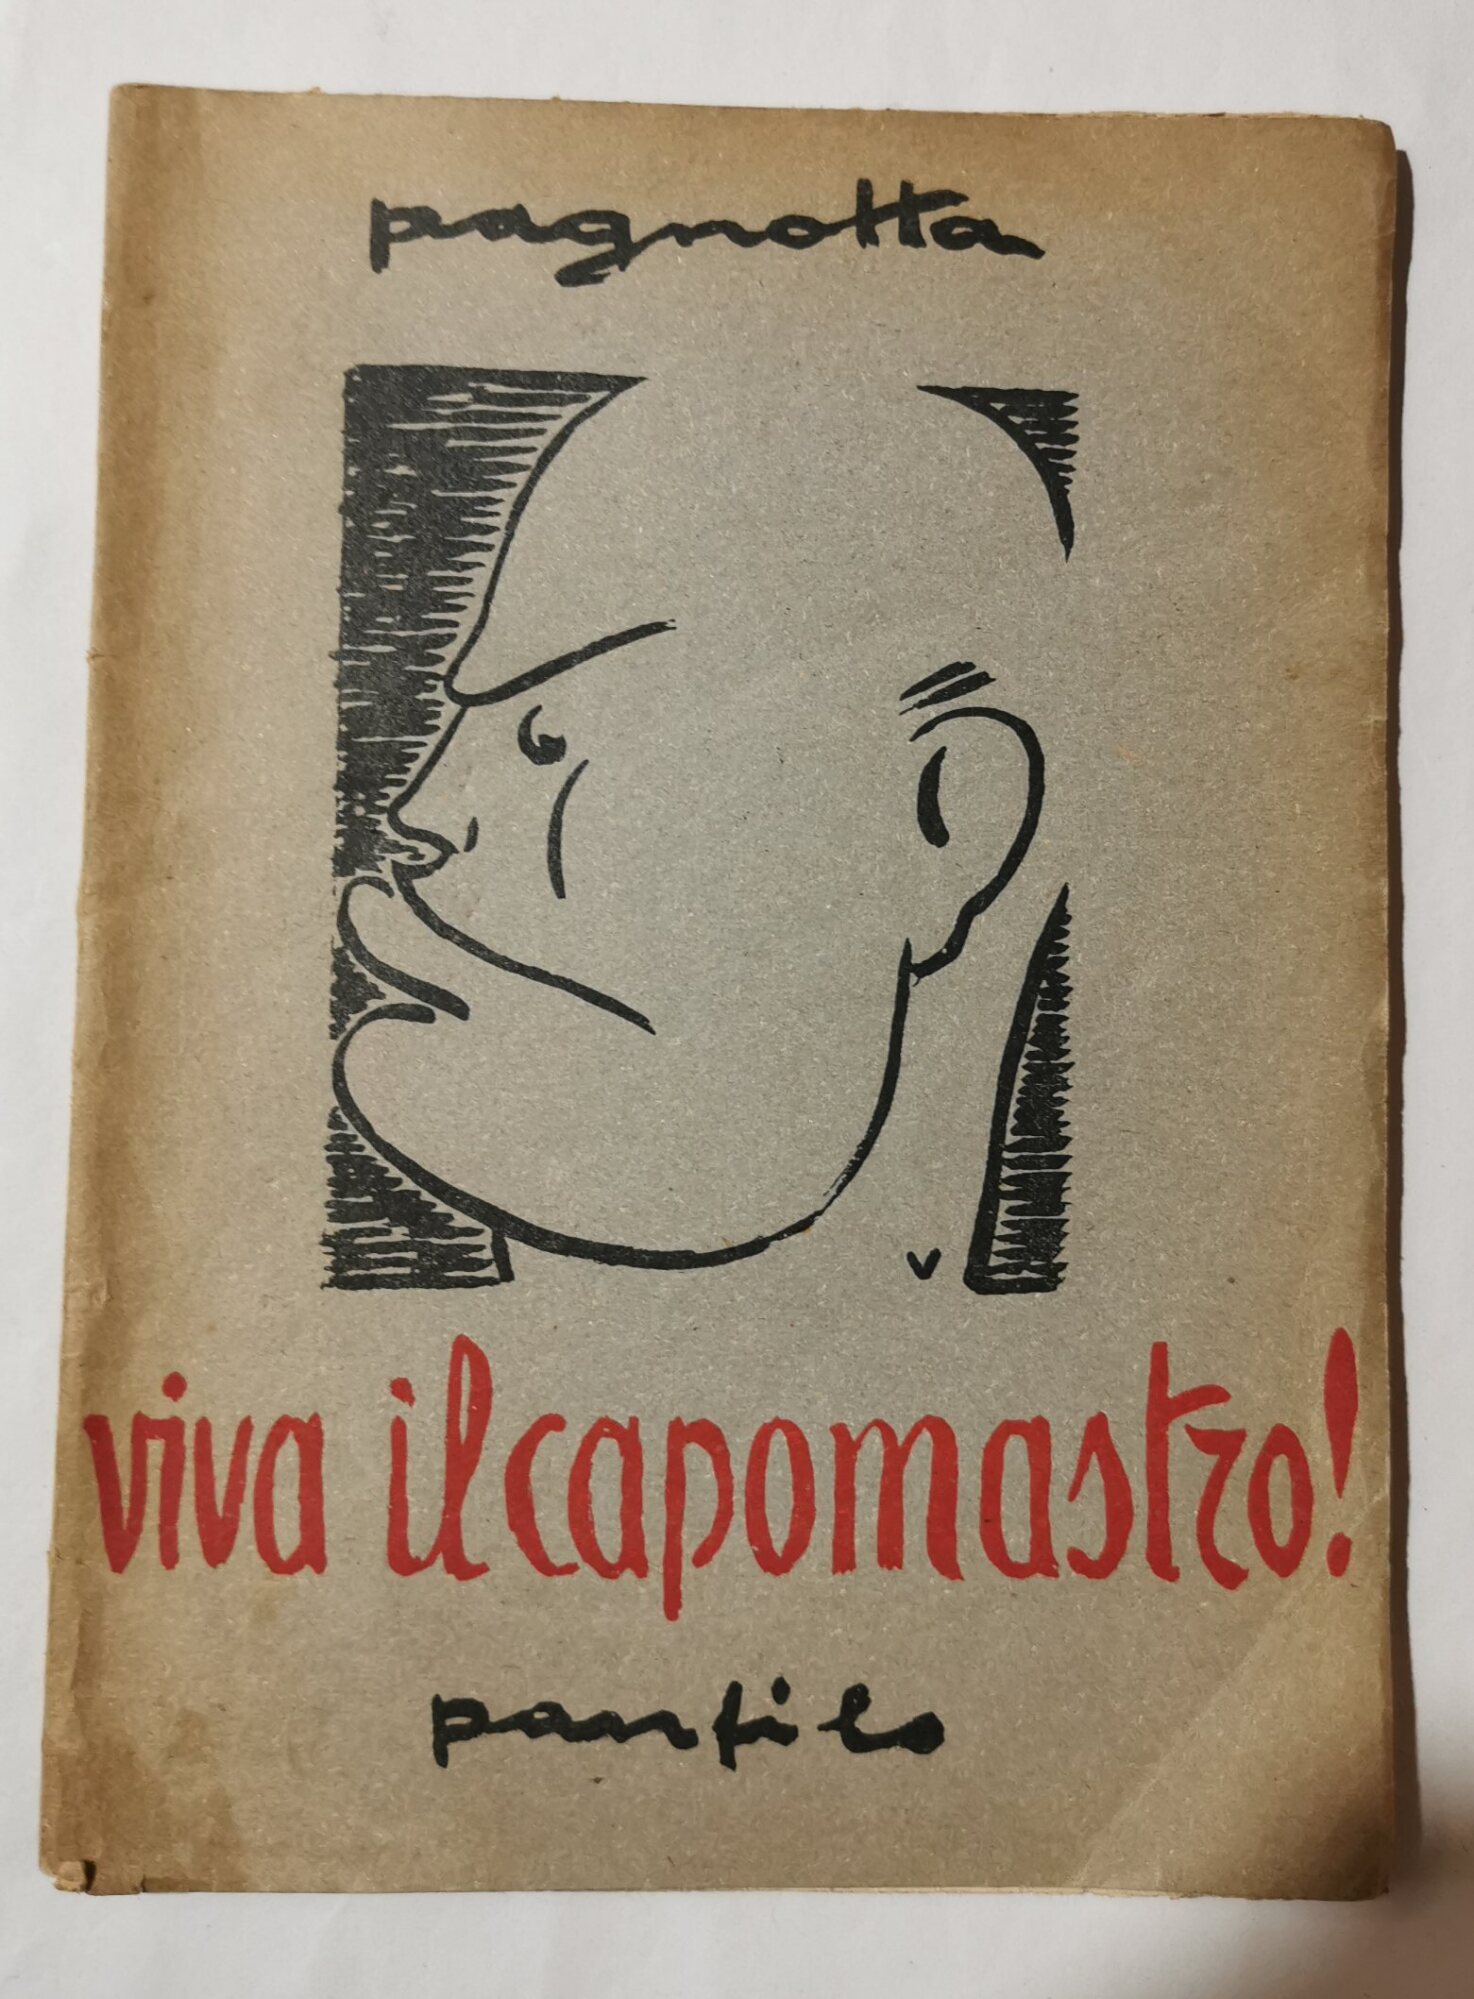 pagnotta
v
viva il capomastro!
panfilo